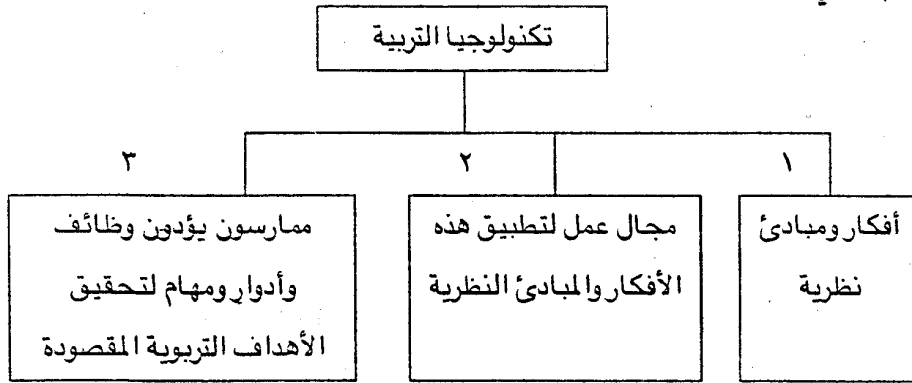 تكنولوجيا التربية
١
أفكار ومبادئ
نظرية
٢
مجال عمل لتطبيق هذه
الأفكار والمبادئ النظرية
٣
ممارسون يؤدون وظائف
وأدوار ومهام لتحقيق
الأهداف التربوية المقصودة